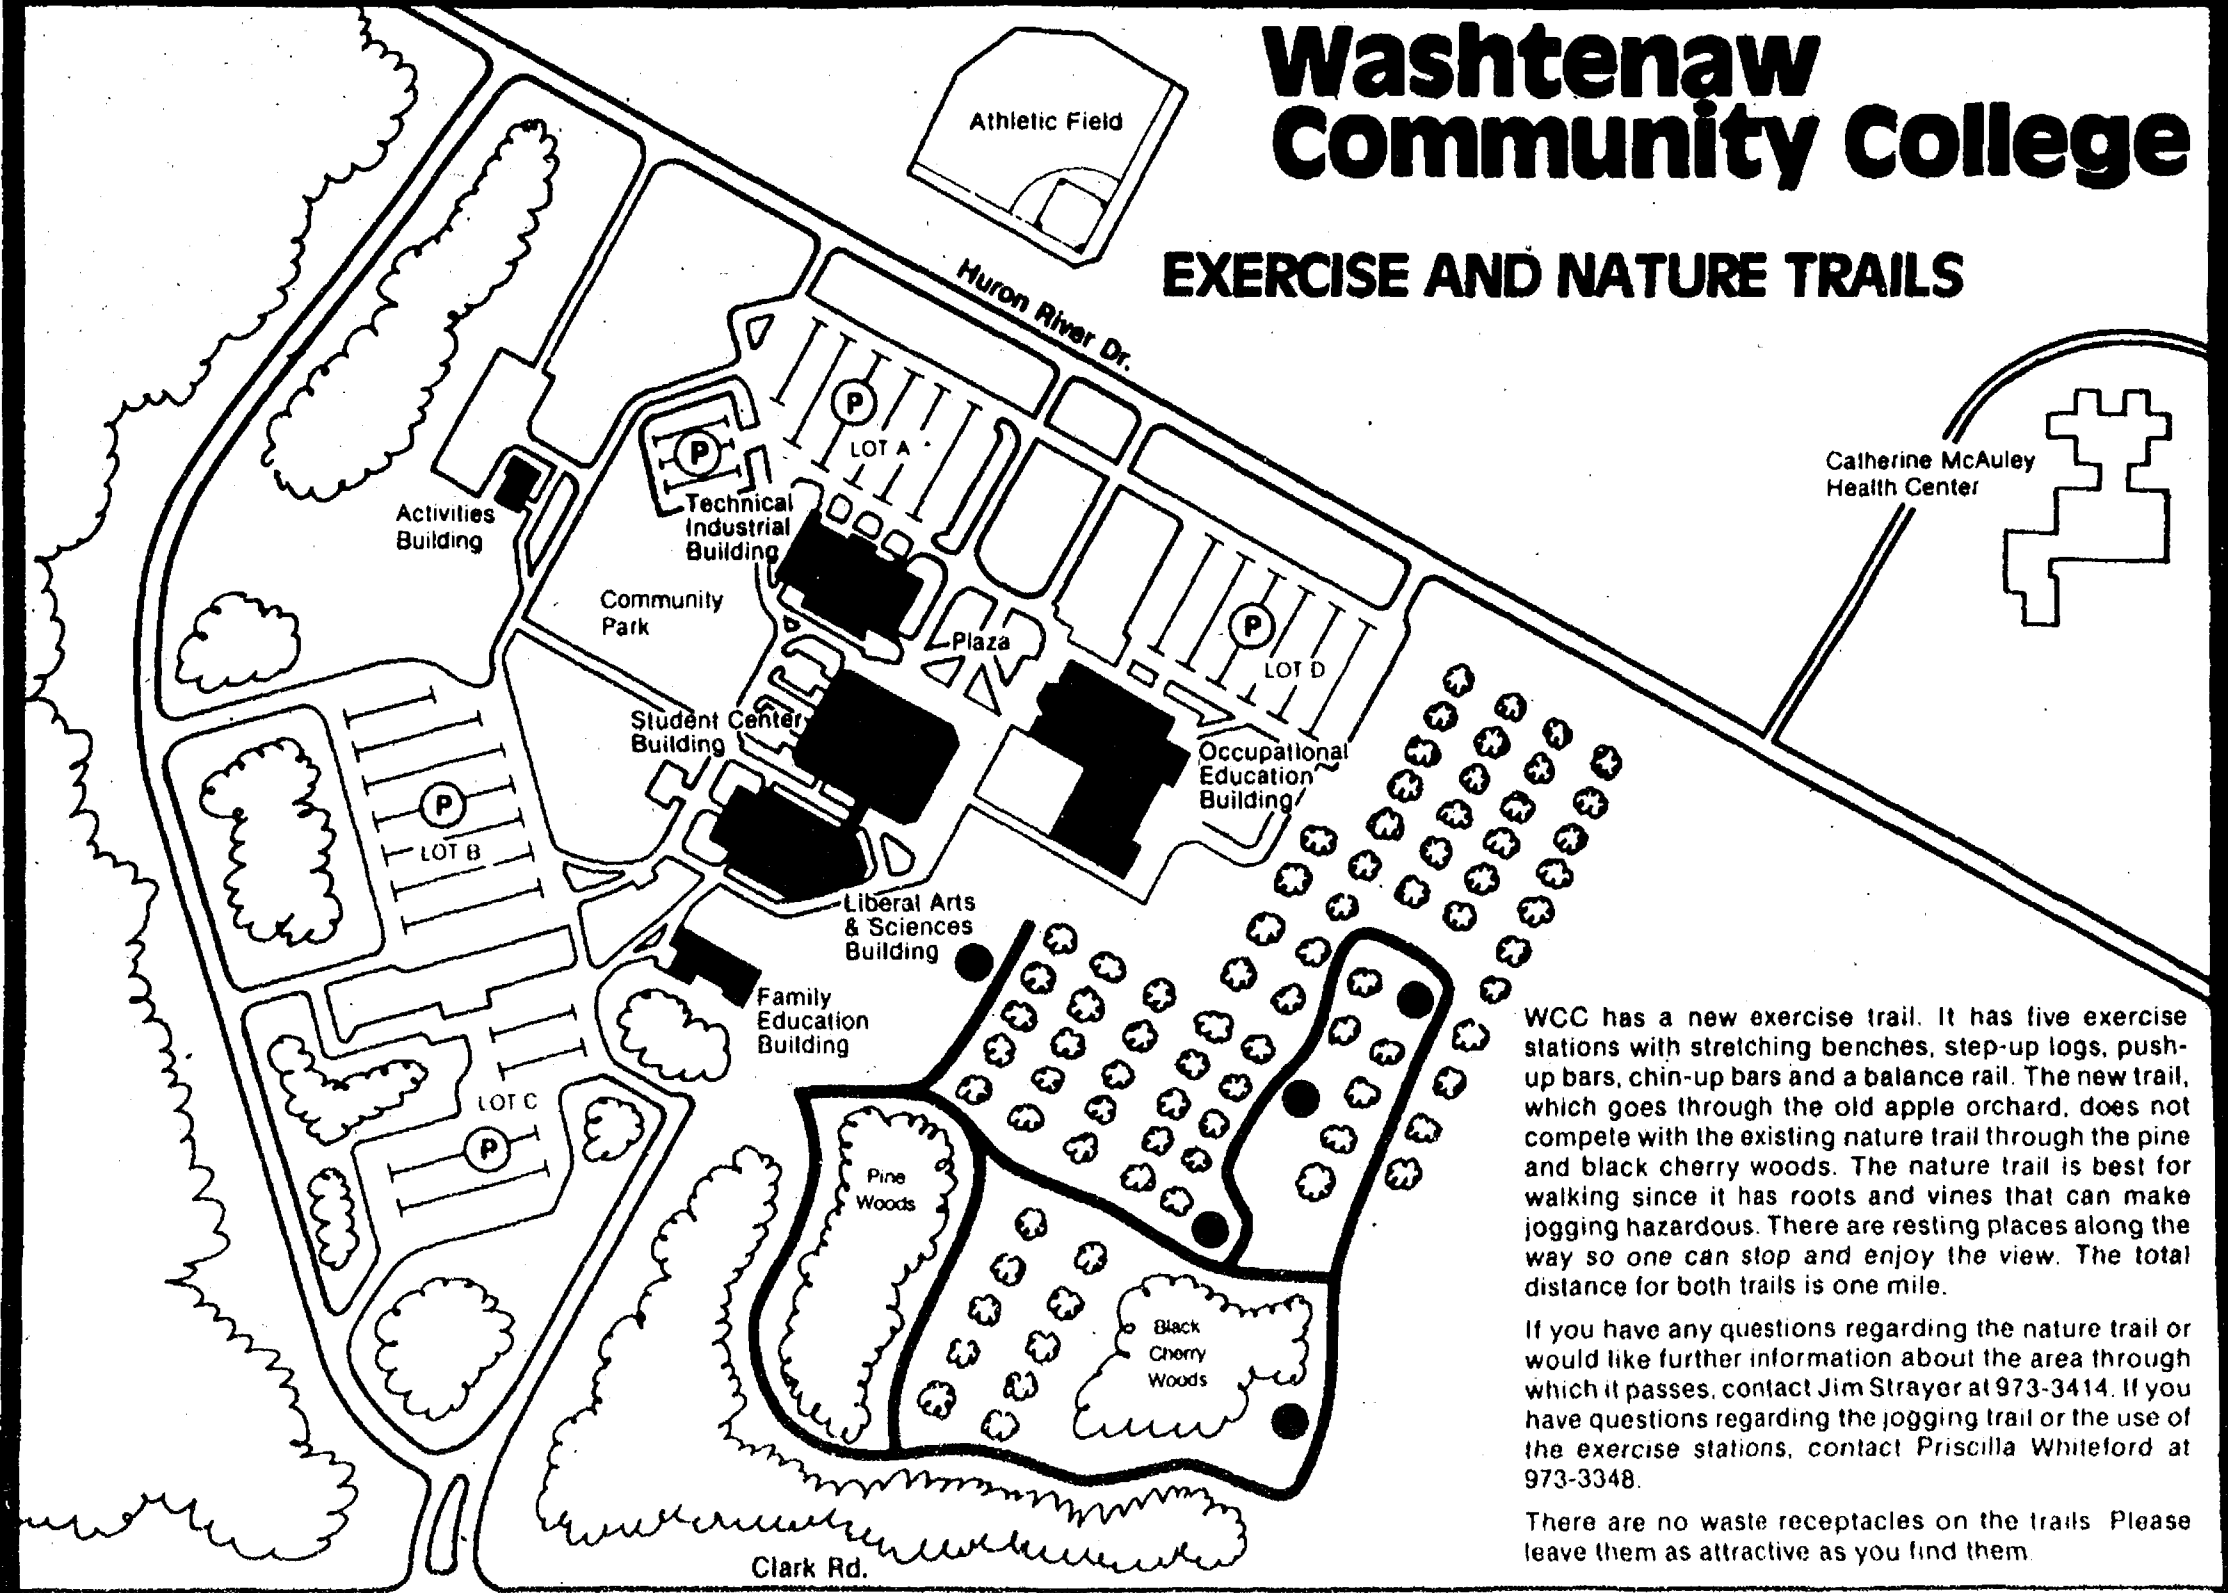 Washtenaw
Community College
EXERCISE AND NATURE TRAILS
Athletic Field
Huron River Dr.
P
LOT A
P
Catherine McAuley
Health Center
Technical
Industrial
Building
Activities
Building
Community
Park
Plaza
P
LOT D
Student Center
Building
Occupational
Education
Building
P
LOT B
Liberal Arts
& Sciences
Building
Family
Education
Building
LOT C
P
Pine
Woods
Black
Cherry
Woods
Clark Rd.
WCC has a new exercise trail. It has five exercise
stations with stretching benches, step-up logs, push-
up bars, chin-up bars and a balance rail. The new trail,
which goes through the old apple orchard, does not
compete with the existing nature trail through the pine
and black cherry woods. The nature trail is best for
walking since it has roots and vines that can make
jogging hazardous. There are resting places along the
way so one can stop and enjoy the view. The total
distance for both trails is one mile.
If you have any questions regarding the nature trail or
would like further information about the area through
which it passes, contact Jim Strayer at 973-3414. If you
have questions regarding the jogging trail or the use of
the exercise stations, contact Priscilla Whiteford at
973-3348.
There are no waste receptacles on the trails Please
leave them as attractive as you find them.